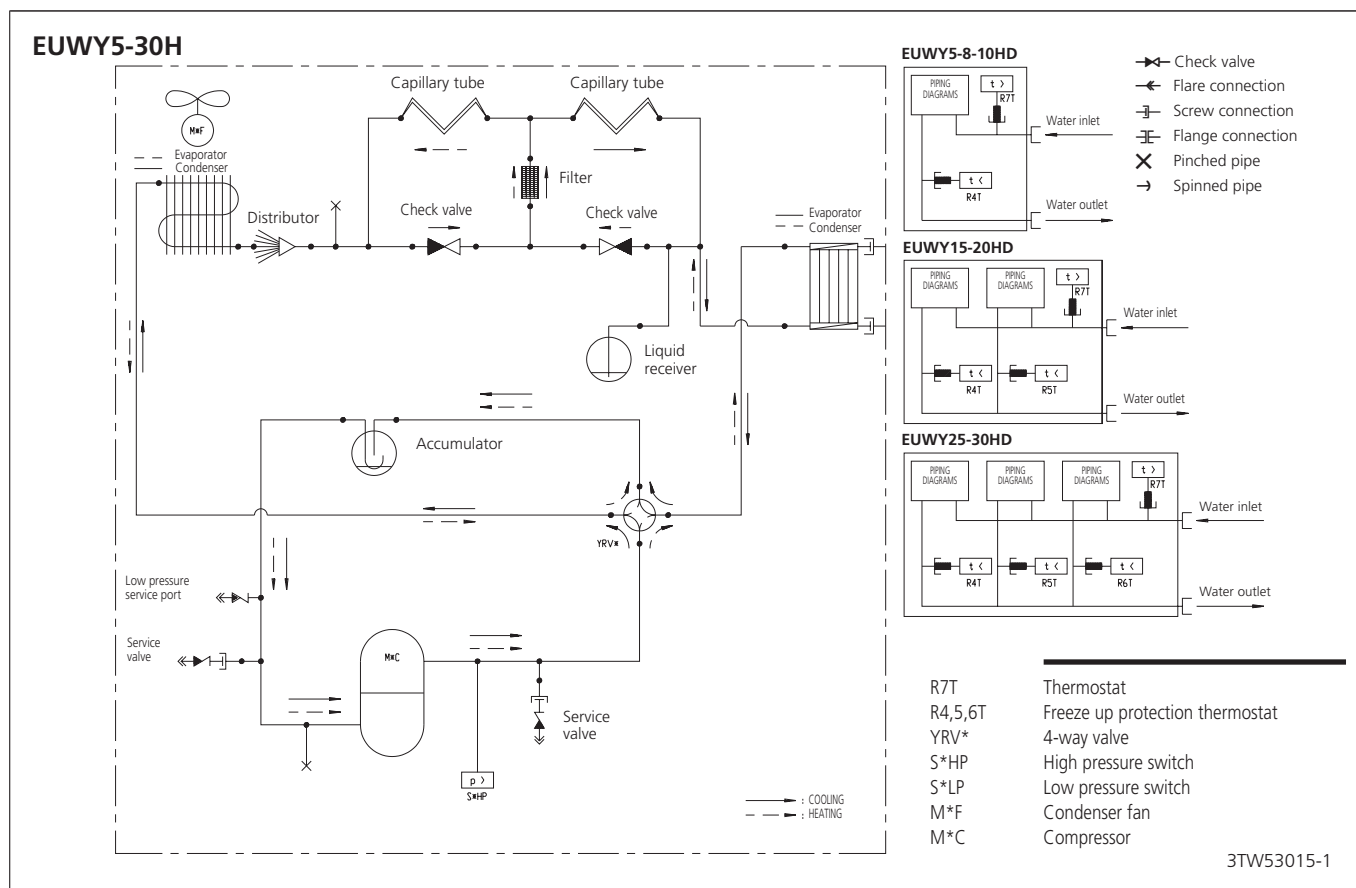 EUWY5-30H
Capillary tube
Capillary tube
M*F
Evaporator
Condenser
Filter
Distributor
Check valve
Check valve
Evaporator
Condenser
Liquid
receiver
Accumulator
YRV*
Low pressure
service port
Service
valve
M*C
Service
valve
p >
S*HP
: COOLING
: HEATING
EUWY5-8-10HD
PIPING
DIAGRAMS
t >
R7T
Water inlet
t <
R4T
Water outlet
EUWY15-20HD
PIPING
DIAGRAMS
PIPING
DIAGRAMS
t >
R7T
Water inlet
t <
R4T
t <
R5T
Water outlet
EUWY25-30HD
PIPING
DIAGRAMS
PIPING
DIAGRAMS
PIPING
DIAGRAMS
t >
R7T
Water inlet
t <
R4T
t <
R5T
t <
R6T
Water outlet
Check valve
Flare connection
Screw connection
Flange connection
Pinched pipe
Spinned pipe
R7T Thermostat
R4,5,6T Freeze up protection thermostat
YRV* 4-way valve
S*HP High pressure switch
S*LP Low pressure switch
M*F Condenser fan
M*C Compressor
3TW53015-1